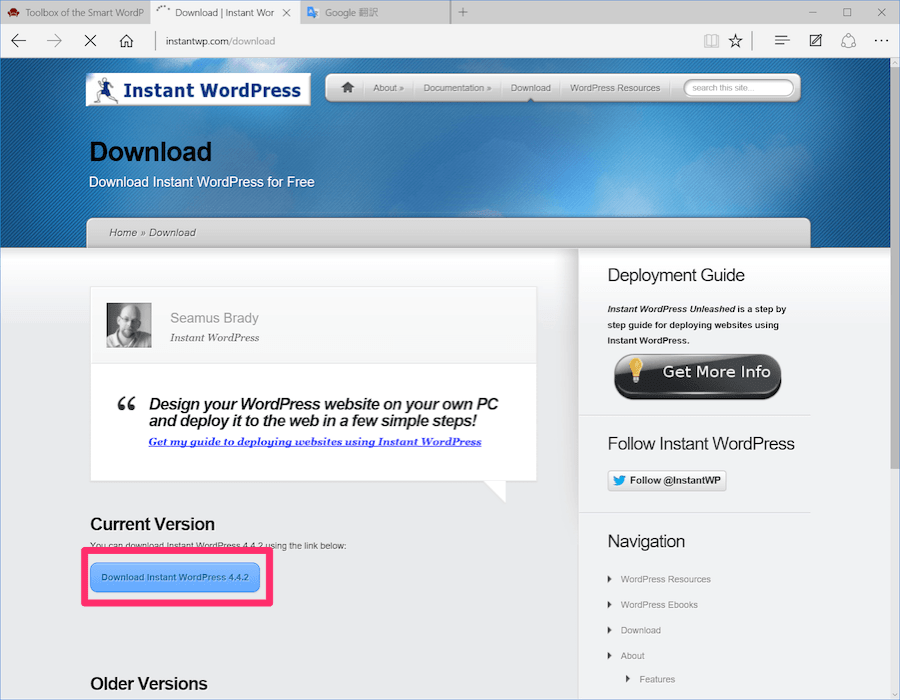 Toolbox of the Smart WordP
Download | Instant Wor
Google 翻訳
instantwp.com/download
Instant WordPress
About »
Documentation »
Download
WordPress Resources
search this site...
Download
Download Instant WordPress for Free
Home » Download
Seamus Brady
Instant WordPress
“ Design your WordPress website on your own PC
and deploy it to the web in a few simple steps!
Get my guide to deploying websites using Instant WordPress
Current Version
You can download Instant WordPress 4.4.2 using the link below:
Download Instant WordPress 4.4.2
Older Versions
Deployment Guide
Instant WordPress Unleashed is a step by
step guide for deploying websites using
Instant WordPress.
Get More Info
Follow Instant WordPress
Follow @InstantWP
Navigation
WordPress Resources
WordPress Ebooks
Download
About
Features